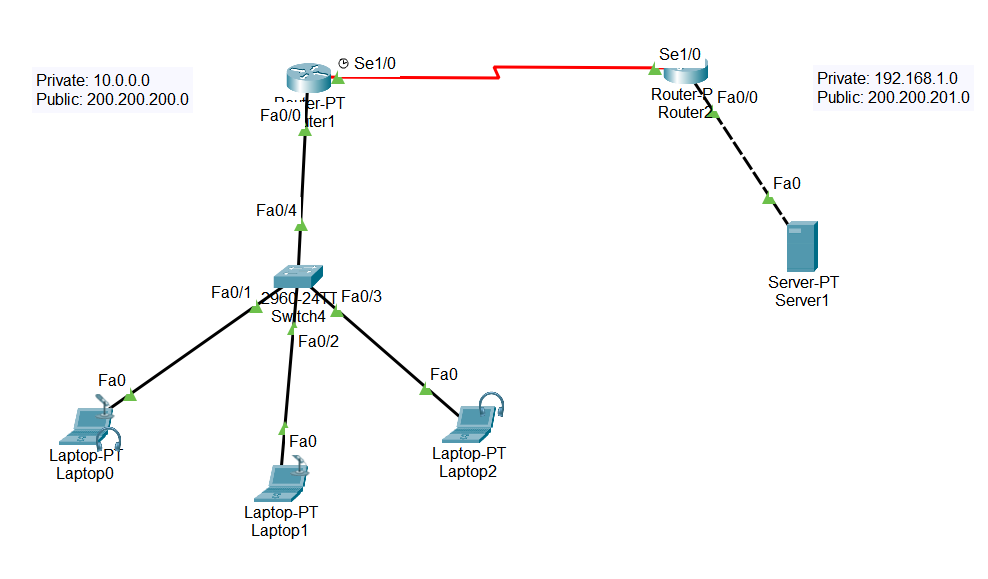 Private: 10.0.0.0
Public: 200.200.200.0
Se1/0
Router-PT
Fa0/0
Se1/0
Router2
Fa0/0
Private: 192.168.1.0
Public: 200.200.201.0
Fa0
Server-PT
Server1
Fa0/4
Fa0/1
Fa0/3
2960-24TT
Switch4
Fa0/2
Fa0
Laptop-PT
Laptop0
Fa0
Laptop-PT
Laptop1
Fa0
Laptop-PT
Laptop2